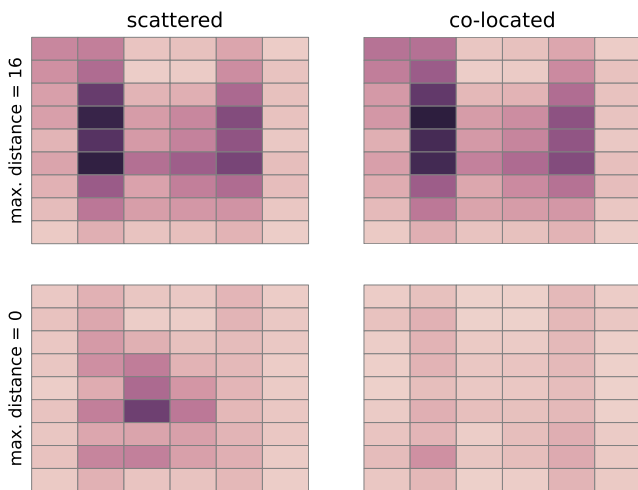 scattered
co-located
max. distance = 16
max. distance = 0